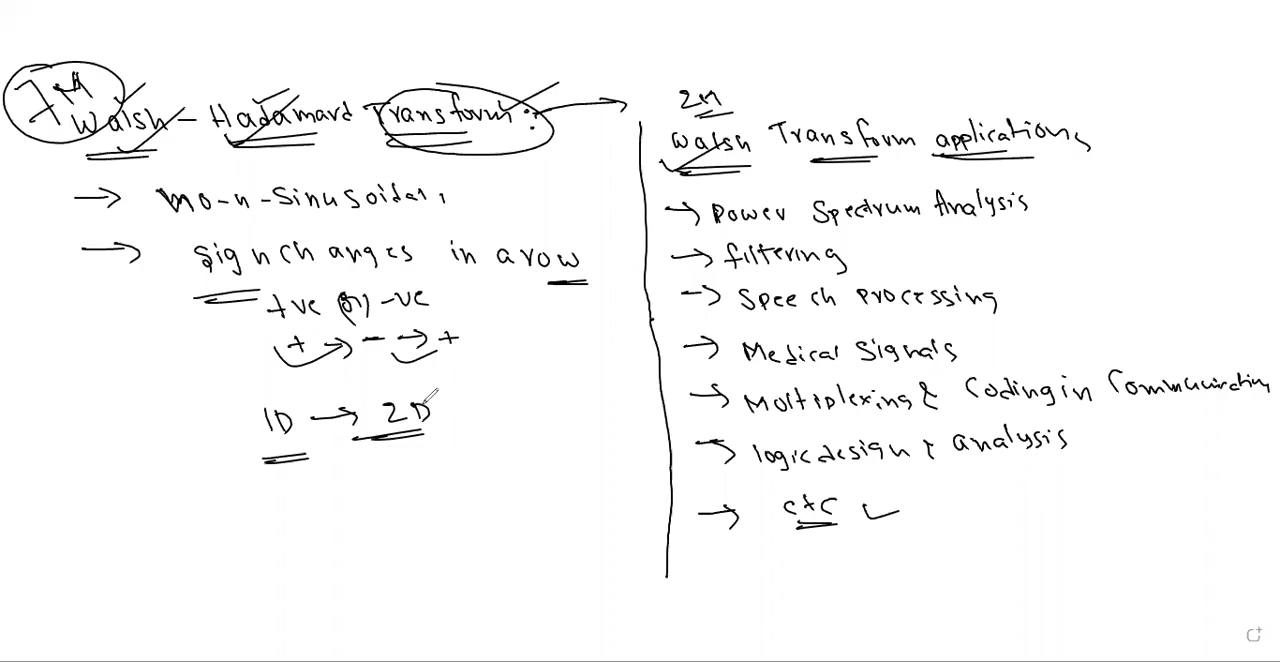 7M
Walsh - Hadamard Transform :
→ No-n-Sinusoidal,
→ Sign changes in a row
+ve (or) -ve
+ → - → +
1D → 2D
2M
Walsh Transform applications
→ Power Spectrum Analysis
→ filtering
→ Speech Processing
→ Medical Signals
→ Multiplexing & Coding in Communication
→ logic design & analysis
→ etc ✓